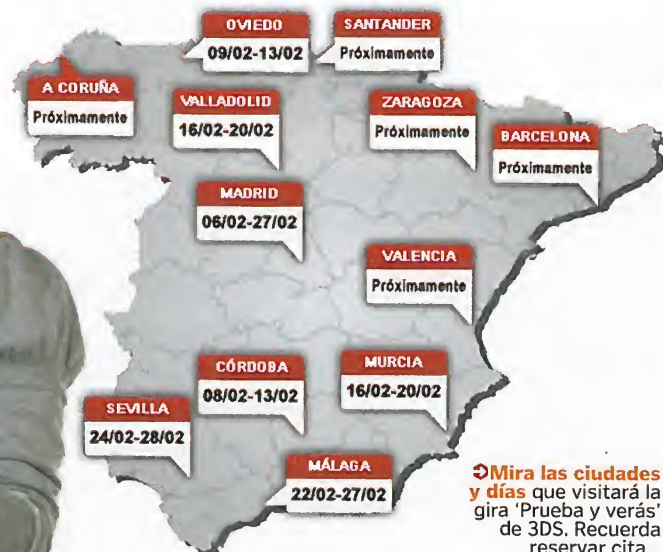 OVIEDO
09/02-13/02
SANTANDER
Próximamente
A CORUÑA
Próximamente
VALLADOLID
16/02-20/02
ZARAGOZA
Próximamente
BARCELONA
Próximamente
MADRID
06/02-27/02
VALENCIA
Próximamente
CÓRDOBA
08/02-13/02
MURCIA
16/02-20/02
SEVILLA
24/02-28/02
MÁLAGA
22/02-27/02
Mira las ciudades
y días que visitará la
gira 'Prueba y verás'
de 3DS. Recuerda
reservar cita